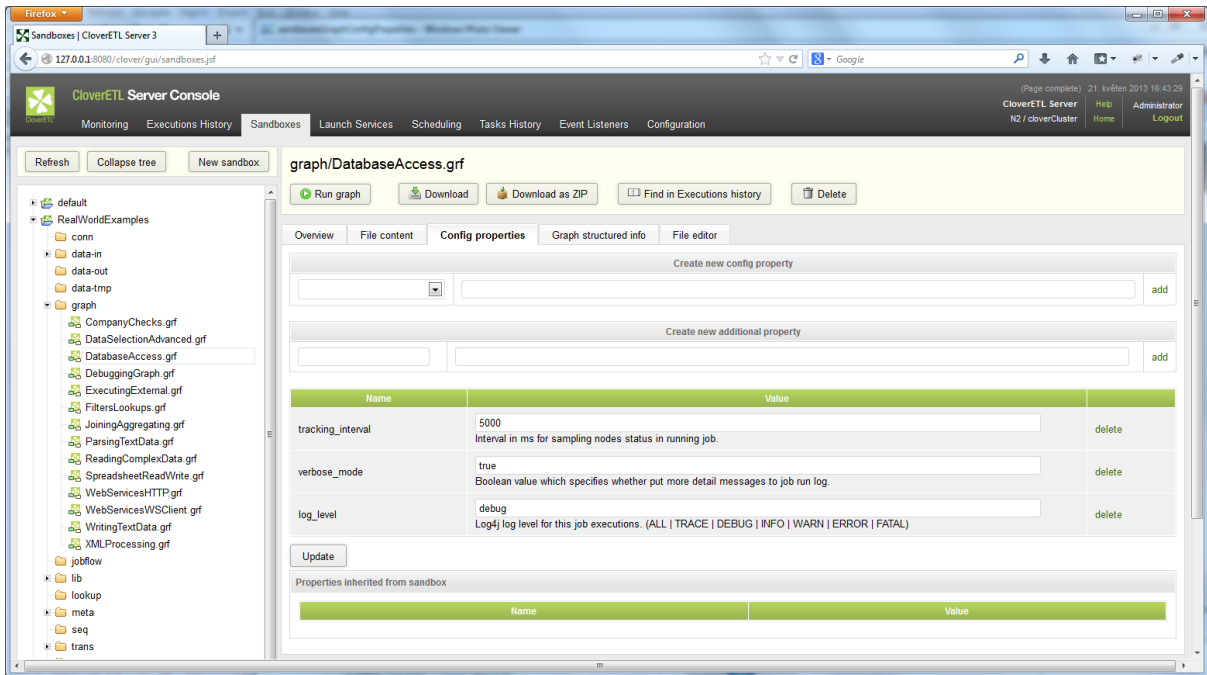 Firefox
Sandboxes | CloverETL Server 3
127.0.0.1:8080/clover/gui/sandboxes.jsf
Google
(Page complete) 21. květen 2013 16:43:29
CloverETL Server Console
CloverETL Server Help Administrator
N2 / cloverCluster Home Logout
CloverETL
Monitoring Executions History Sandboxes Launch Services Scheduling Tasks History Event Listeners Configuration
Refresh Collapse tree New sandbox
graph/DatabaseAccess.grf
Run graph Download Download as ZIP Find in Executions history Delete
default
RealWorldExamples
conn
data-in
data-out
data-tmp
graph
CompanyChecks.grf
DataSelectionAdvanced.grf
DatabaseAccess.grf
DebuggingGraph.grf
ExecutingExternal.grf
FiltersLookups.grf
JoiningAggregating.grf
ParsingTextData.grf
ReadingComplexData.grf
SpreadsheetReadWrite.grf
WebServicesHTTP.grf
WebServicesWSClient.grf
WritingTextData.grf
XMLProcessing.grf
jobflow
lib
lookup
meta
seq
trans
Overview File content Config properties Graph structured info File editor
Create new config property
add
Create new additional property
add
Name Value
tracking_interval 5000 delete
Interval in ms for sampling nodes status in running job.
verbose_mode true delete
Boolean value which specifies whether put more detail messages to job run log.
log_level debug delete
Log4j log level for this job executions. (ALL | TRACE | DEBUG | INFO | WARN | ERROR | FATAL)
Update
Properties inherited from sandbox
Name Value